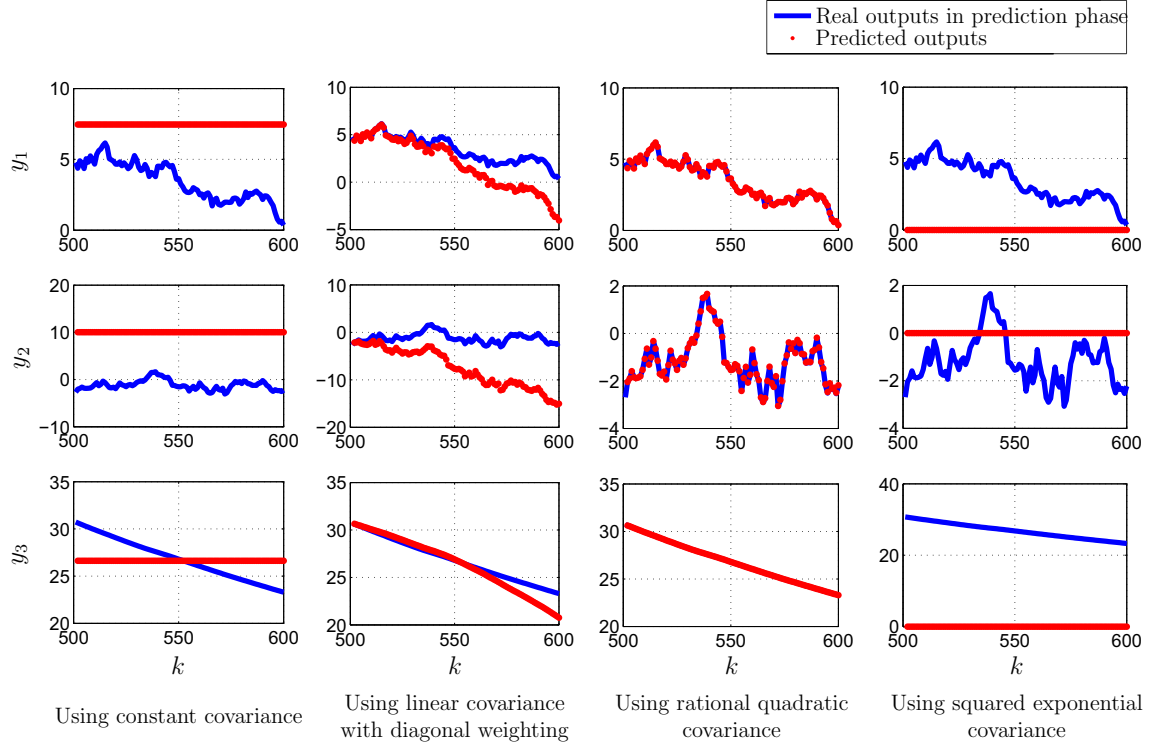 Real outputs in prediction phase
Predicted outputs
y1
10
5
0
500 550 600
10
5
0
−5
500 550 600
10
5
0
500 550 600
10
5
0
500 550 600
y2
20
10
0
−10
500 550 600
10
0
−10
−20
500 550 600
2
0
−2
−4
500 550 600
2
0
−2
−4
500 550 600
y3
35
30
25
20
500 550 600
k
35
30
25
20
500 550 600
k
35
30
25
20
500 550 600
k
40
20
0
500 550 600
k
Using constant covariance
Using linear covariance
with diagonal weighting
Using rational quadratic
covariance
Using squared exponential
covariance